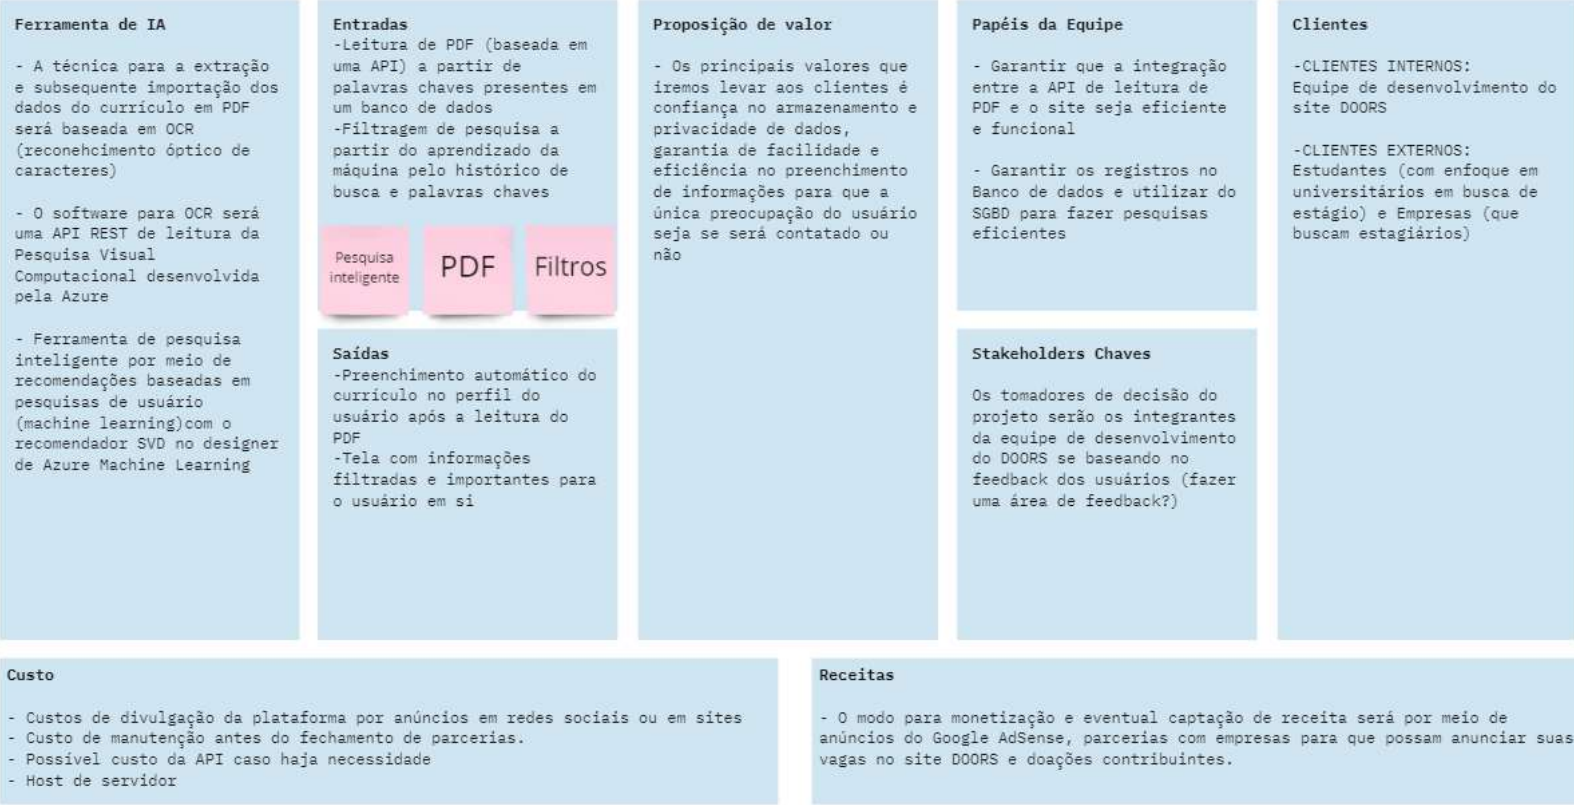 Ferramenta de IA
- A técnica para a extração
e subsequente importação dos
dados do currículo em PDF
será baseada em OCR
(reconehcimento óptico de
caracteres)
- O software para OCR será
uma API REST de leitura da
Pesquisa Visual
Computacional desenvolvida
pela Azure
- Ferramenta de pesquisa
inteligente por meio de
recomendações baseadas em
pesquisas de usuário
(machine learning)com o
recomendador SVD no designer
de Azure Machine Learning
Entradas
-Leitura de PDF (baseada em
uma API) a partir de
palavras chaves presentes em
um banco de dados
-Filtragem de pesquisa a
partir do aprendizado da
máquina pelo histórico de
busca e palavras chaves
Pesquisa
inteligente
PDF
Filtros
Saídas
-Preenchimento automático do
currículo no perfil do
usuário após a leitura do
PDF
-Tela com informações
filtradas e importantes para
o usuário em si
Proposição de valor
- Os principais valores que
iremos levar aos clientes é
confiança no armazenamento e
privacidade de dados,
garantia de facilidade e
eficiência no preenchimento
de informações para que a
única preocupação do usuário
seja se será contatado ou
não
Papéis da Equipe
- Garantir que a integração
entre a API de leitura de
PDF e o site seja eficiente
e funcional
- Garantir os registros no
Banco de dados e utilizar do
SGBD para fazer pesquisas
eficientes
Stakeholders Chaves
Os tomadores de decisão do
projeto serão os integrantes
da equipe de desenvolvimento
do DOORS se baseando no
feedback dos usuários (fazer
uma área de feedback?)
Clientes
-CLIENTES INTERNOS:
Equipe de desenvolvimento do
site DOORS
-CLIENTES EXTERNOS:
Estudantes (com enfoque em
universitários em busca de
estágio) e Empresas (que
buscam estagiários)
Custo
- Custos de divulgação da plataforma por anúncios em redes sociais ou em sites
- Custo de manutenção antes do fechamento de parcerias.
- Possível custo da API caso haja necessidade
- Host de servidor
Receitas
- O modo para monetização e eventual captação de receita será por meio de
anúncios do Google AdSense, parcerias com empresas para que possam anunciar suas
vagas no site DOORS e doações contribuintes.